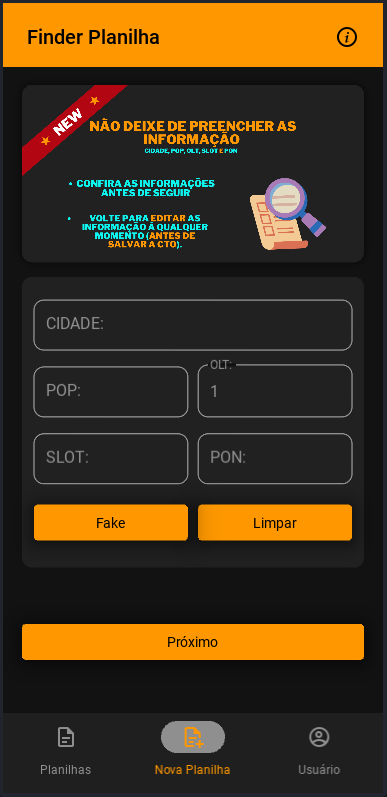 Finder Planilha
NEW
NÃO DEIXE DE PREENCHER AS
INFORMAÇÃO
CIDADE, POP, OLT, SLOT E PON
• CONFIRA AS INFORMAÇÕES
ANTES DE SEGUIR
• VOLTE PARA EDITAR AS
INFORMAÇÃO À QUALQUER
MOMENTO (ANTES DE
SALVAR A CTO).
CIDADE:
POP:
OLT:
1
SLOT:
PON:
Fake
Limpar
Próximo
Planilhas
Nova Planilha
Usuário